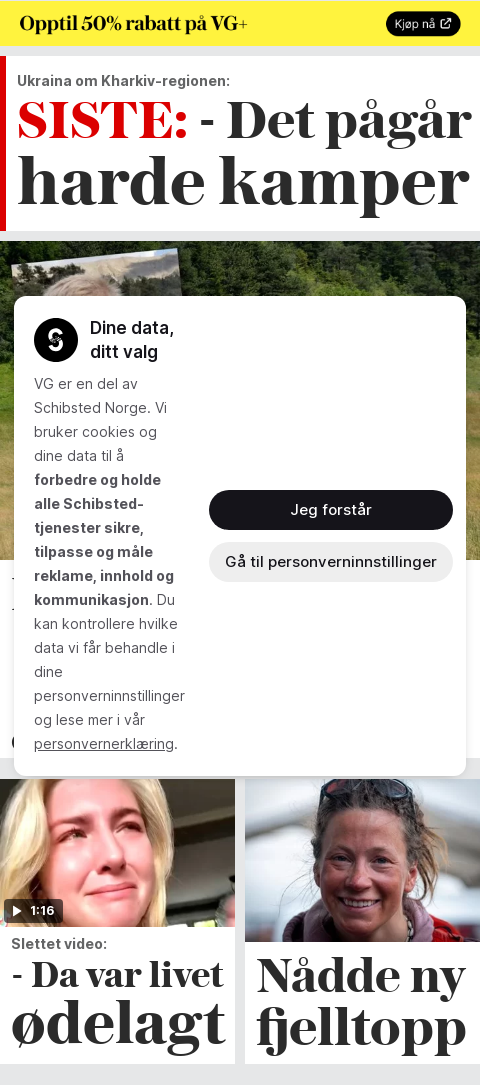 Opptil 50% rabatt på VG+
Kjøp nå
Ukraina om Kharkiv-regionen:
SISTE: - Det pågår
harde kamper
Dine data,
ditt valg
VG er en del av
Schibsted Norge. Vi
bruker cookies og
dine data til å
forbedre og holde
alle Schibsted-
tjenester sikre,
tilpasse og måle
reklame, innhold og
kommunikasjon. Du
kan kontrollere hvilke
data vi får behandle i
dine
personverninnstillinger
og lese mer i vår
personvernerklæring.
Jeg forstår
Gå til personverninnstillinger
1:16
Slettet video:
- Da var livet
ødelagt
Nådde ny
fjelltopp